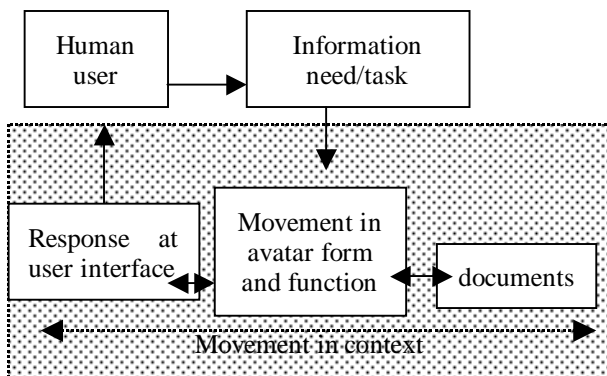 Human
user
Information
need/task
Response at
user interface
Movement in
avatar form
and function
documents
Movement in context